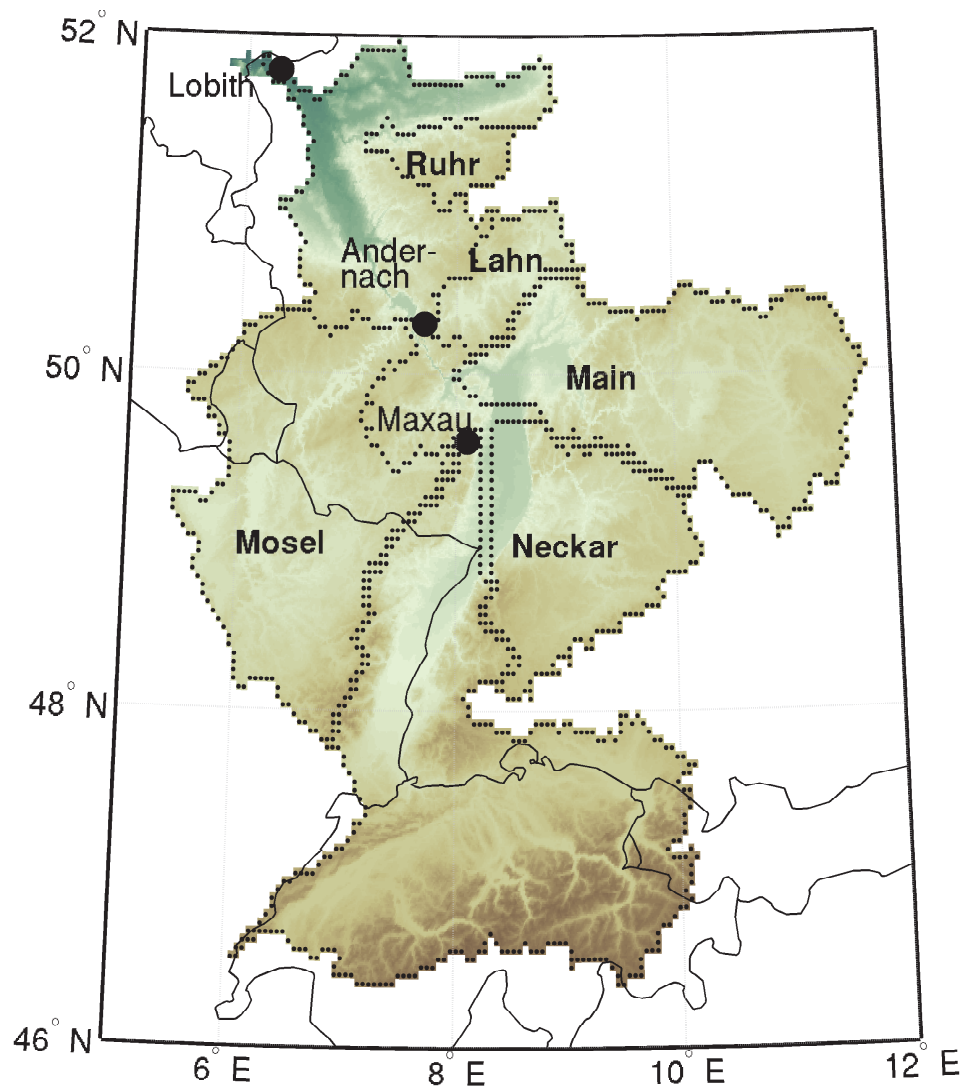 52° N
Lobith
Ruhr
Ander-
nach
Lahn
50° N
Main
Maxau
Mosel
Neckar
48° N
46° N
6° E
8° E
10° E
12° E